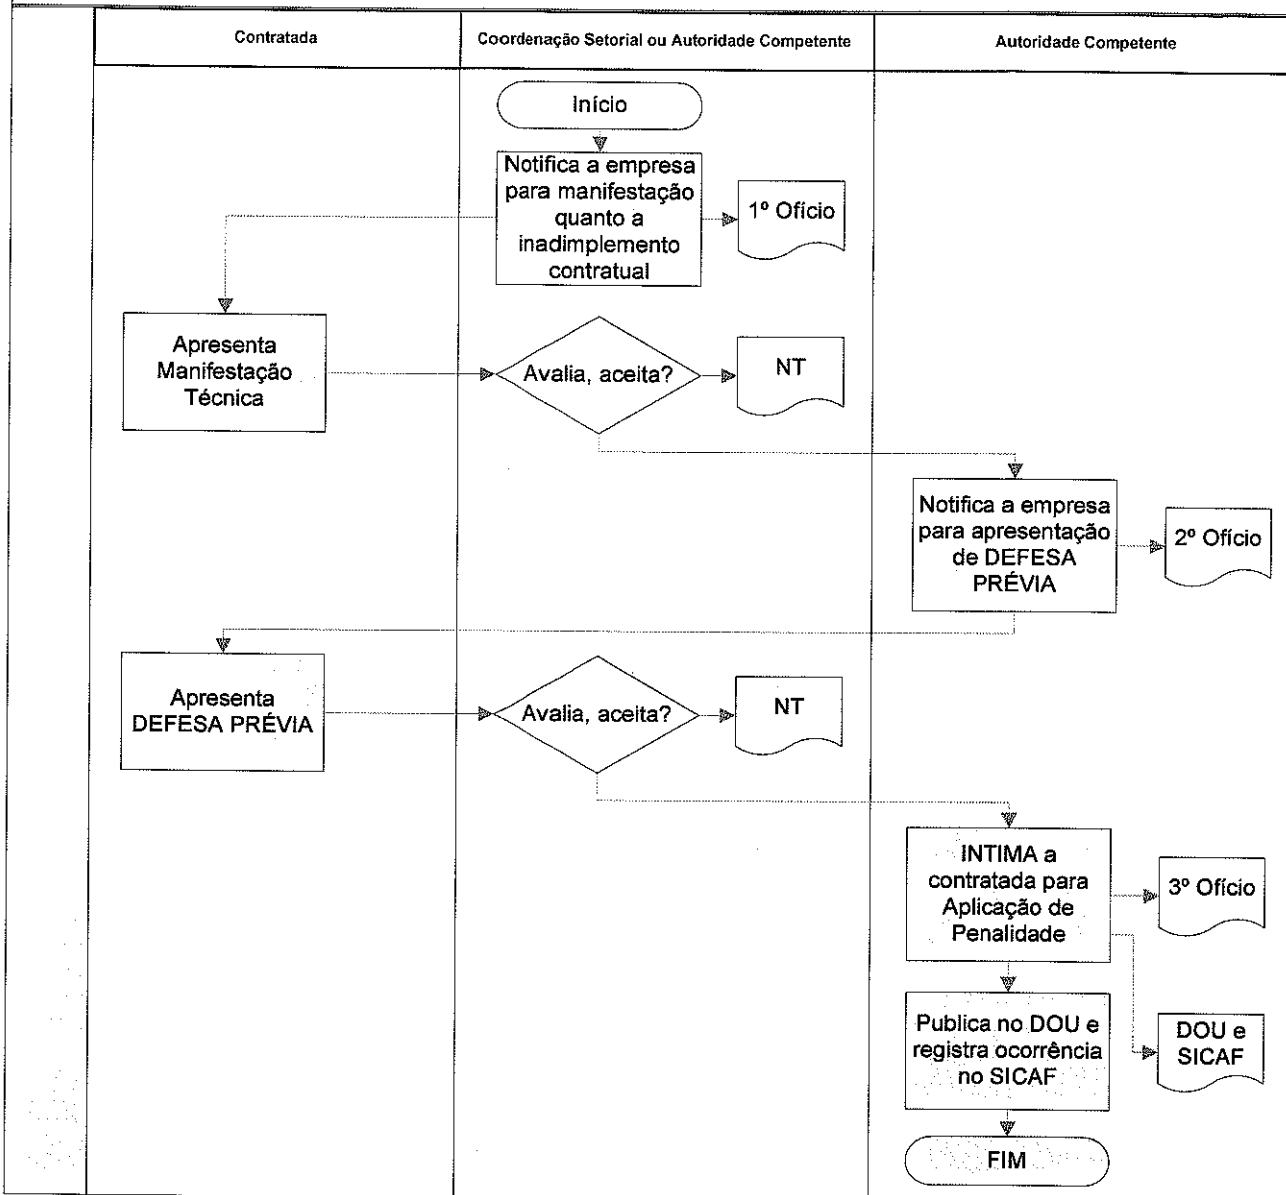 Contratada
Coordenação Setorial ou Autoridade Competente
Autoridade Competente
Início
Notifica a empresa
para manifestação
quanto a
inadimplemento
contratual
1º Ofício
Apresenta
Manifestação
Técnica
Avalia, aceita?
NT
Notifica a empresa
para apresentação
de DEFESA
PRÉVIA
2º Ofício
Apresenta
DEFESA PRÉVIA
Avalia, aceita?
NT
INTIMA a
contratada para
Aplicação de
Penalidade
3º Ofício
Publica no DOU e
registra ocorrência
no SICAF
DOU e
SICAF
FIM